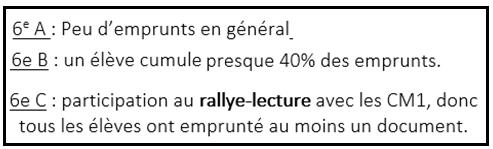 6e A : Peu d’emprunts en général
6e B : un élève cumule presque 40% des emprunts.
6e C : participation au rallye-lecture avec les CM1, donc
tous les élèves ont emprunté au moins un document.